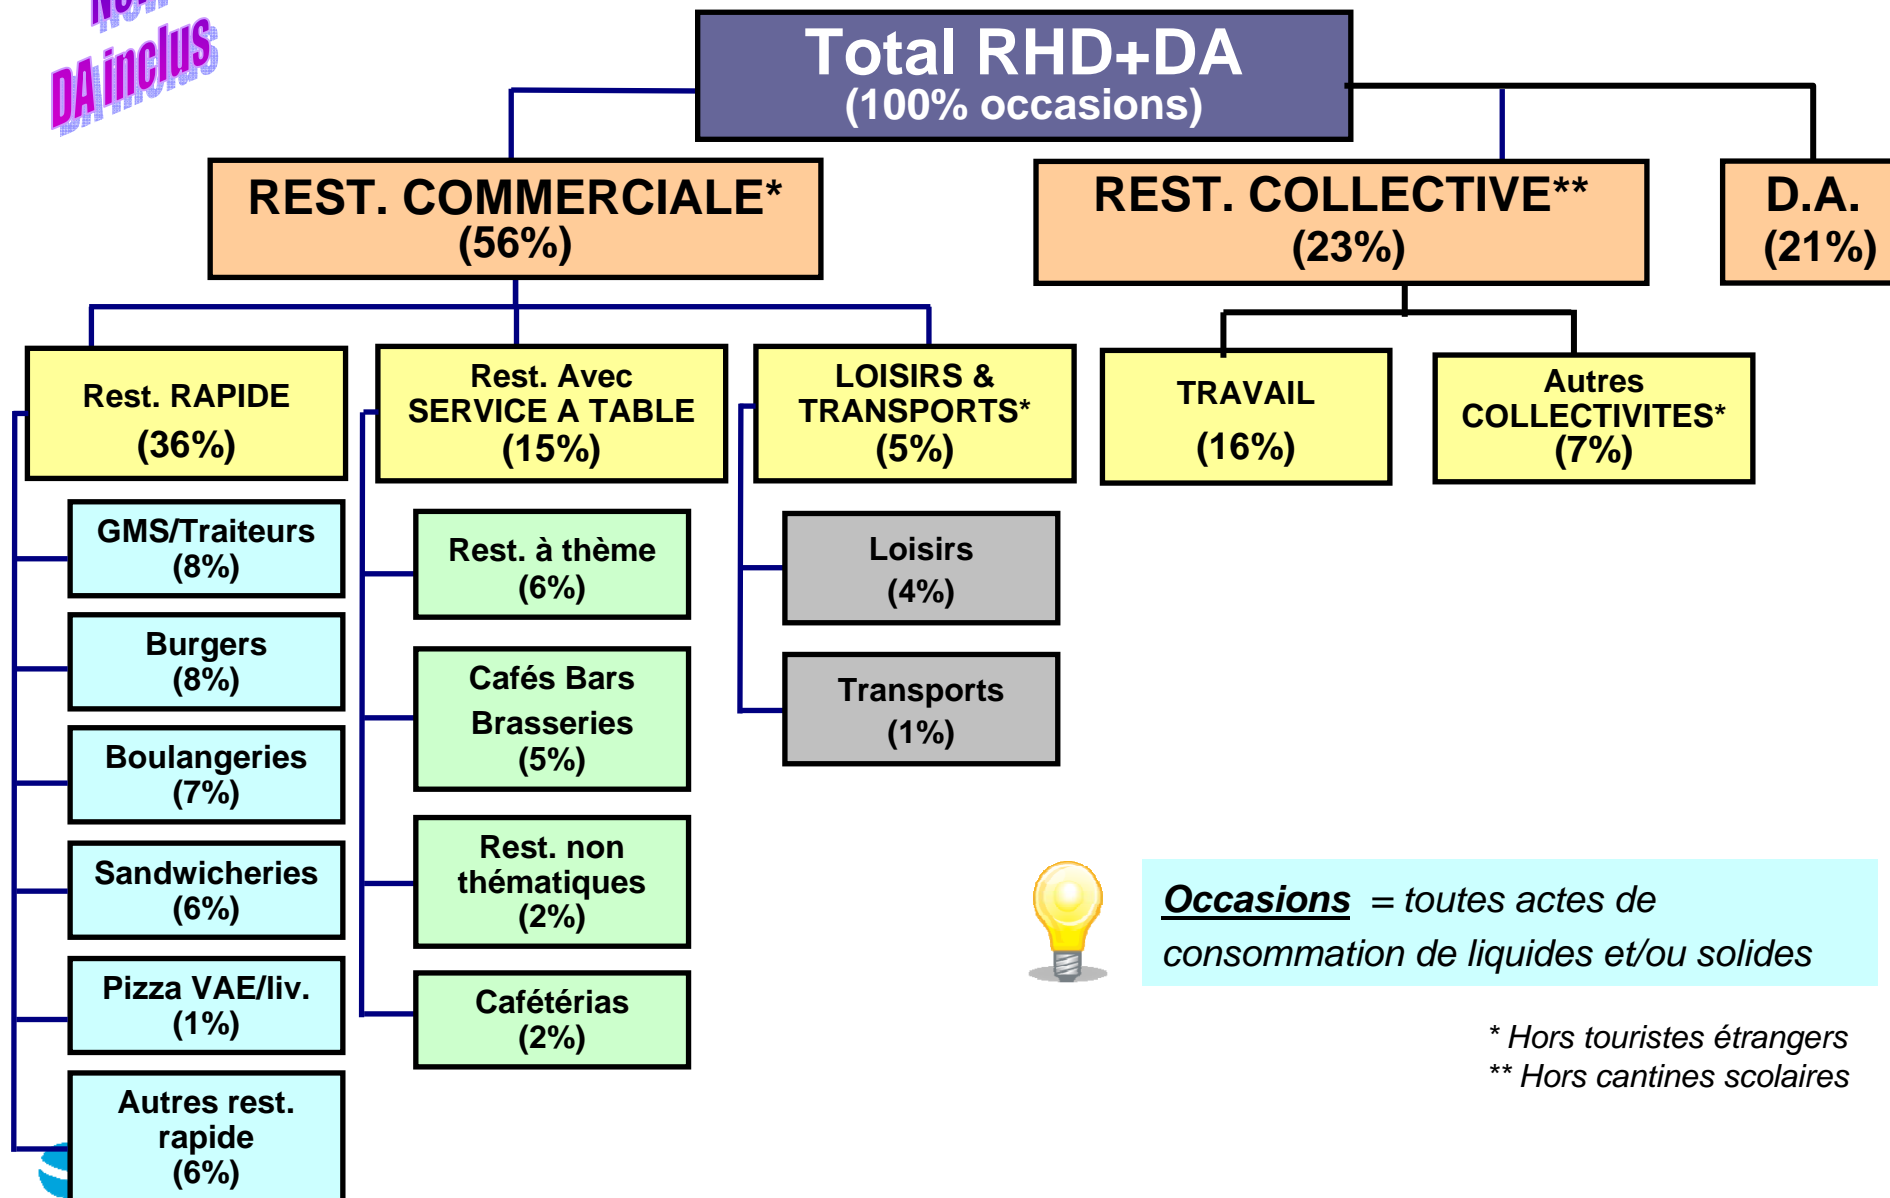 DA inclus
Total RHD+DA
(100% occasions)
REST. COMMERCIALE*
(56%)
REST. COLLECTIVE**
(23%)
D.A.
(21%)
Rest. RAPIDE
(36%)
Rest. Avec
SERVICE A TABLE
(15%)
LOISIRS &
TRANSPORTS*
(5%)
TRAVAIL
(16%)
Autres
COLLECTIVITES*
(7%)
GMS/Traiteurs
(8%)
Burgers
(8%)
Boulangeries
(7%)
Sandwicheries
(6%)
Pizza VAE/liv.
(1%)
Autres rest.
rapide
(6%)
Rest. à thème
(6%)
Cafés Bars
Brasseries
(5%)
Rest. non
thématiques
(2%)
Cafétérias
(2%)
Loisirs
(4%)
Transports
(1%)
Occasions = toutes actes de
consommation de liquides et/ou solides
* Hors touristes étrangers
** Hors cantines scolaires